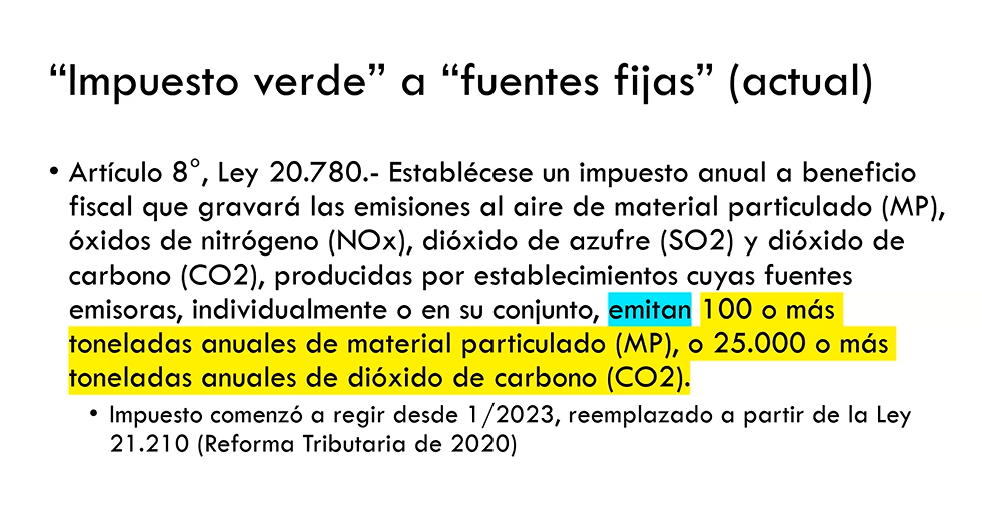 “Impuesto verde” a “fuentes fijas” (actual)
• Artículo 8°, Ley 20.780.- Establécese un impuesto anual a beneficio
fiscal que gravará las emisiones al aire de material particulado (MP),
óxidos de nitrógeno (NOx), dióxido de azufre (SO2) y dióxido de
carbono (CO2), producidas por establecimientos cuyas fuentes
emisoras, individualmente o en su conjunto, emitan 100 o más
toneladas anuales de material particulado (MP), o 25.000 o más
toneladas anuales de dióxido de carbono (CO2).
• Impuesto comenzó a regir desde 1/2023, reemplazado a partir de la Ley
21.210 (Reforma Tributaria de 2020)